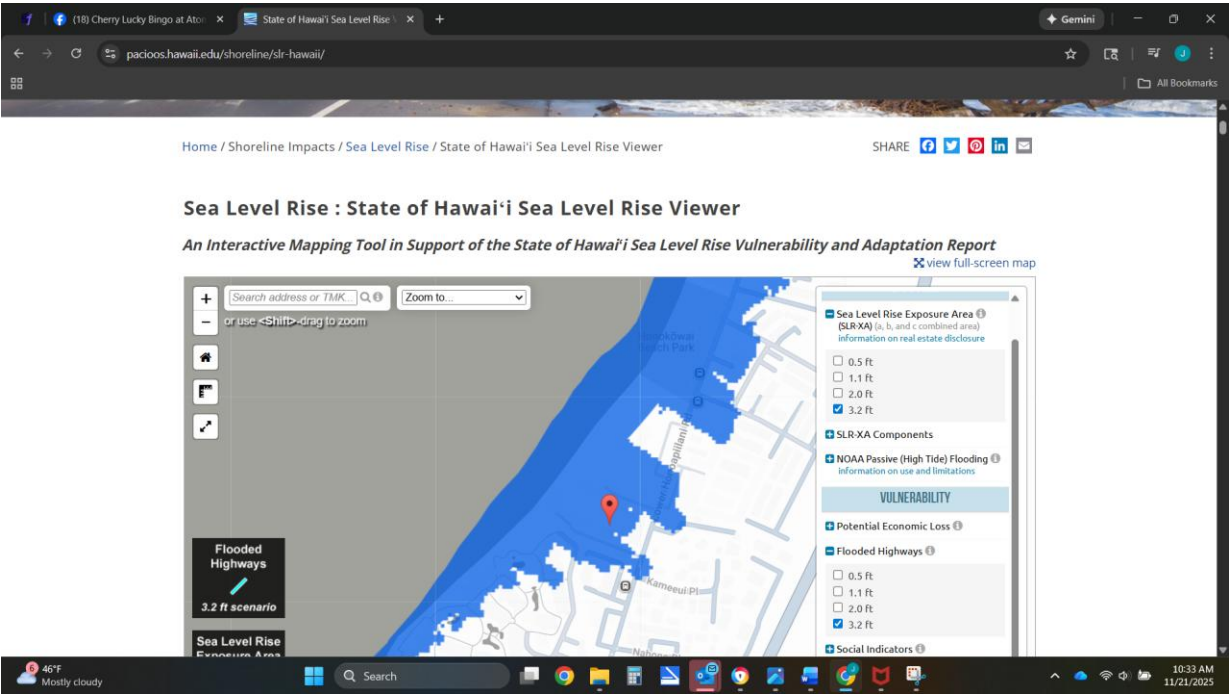 (18) Cherry Lucky Bingo at Aton
State of Hawai'i Sea Level Rise V
Gemini
pacioos.hawaii.edu/shoreline/slr-hawaii/
J
All Bookmarks
Home / Shoreline Impacts / Sea Level Rise / State of Hawaiʻi Sea Level Rise Viewer
SHARE
Sea Level Rise : State of Hawaiʻi Sea Level Rise Viewer
An Interactive Mapping Tool in Support of the State of Hawaiʻi Sea Level Rise Vulnerability and Adaptation Report
view full-screen map
Search address or TMK...
Zoom to...
or use <Shift>-drag to zoom
Beach Park
Kameeui Pl
Flooded
Highways
3.2 ft scenario
Sea Level Rise
Exposure Area
Sea Level Rise Exposure Area
(SLR-XA) (a, b, and c combined area)
information on real estate disclosure
0.5 ft
1.1 ft
2.0 ft
3.2 ft
SLR-XA Components
NOAA Passive (High Tide) Flooding
information on use and limitations
VULNERABILITY
Potential Economic Loss
Flooded Highways
0.5 ft
1.1 ft
2.0 ft
3.2 ft
Social Indicators
6
46°F
Mostly cloudy
Search
10:33 AM
11/21/2025